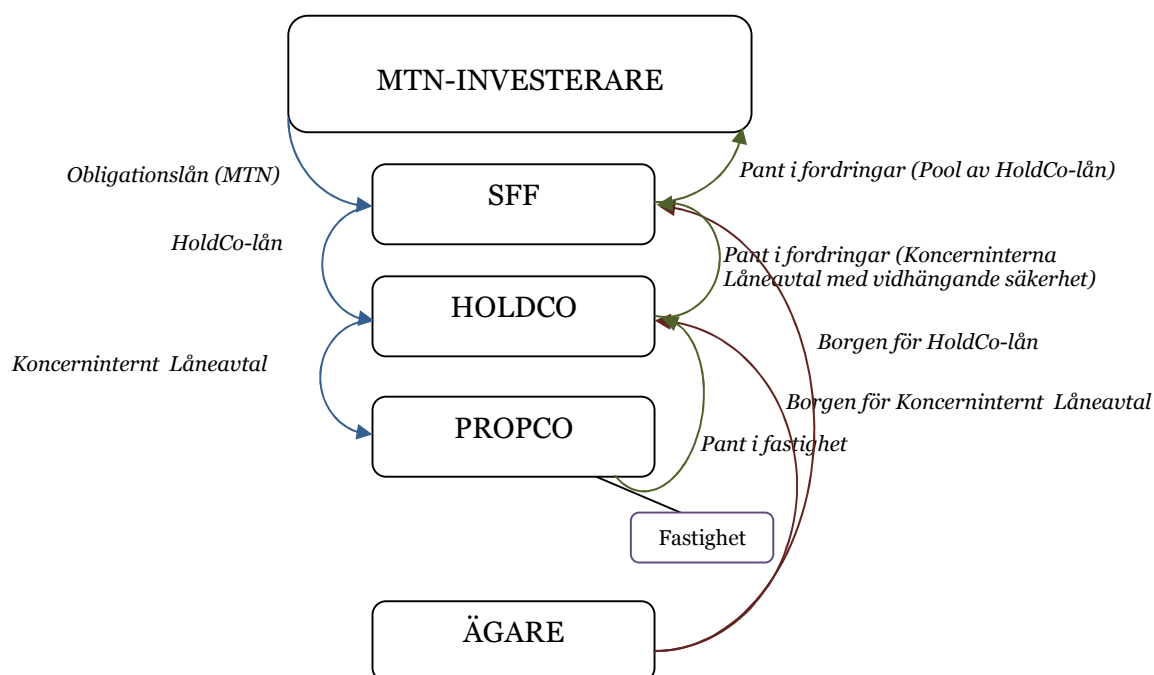 MTN-INVESTERARE
Obligationslån (MTN)
Pant i fordringar (Pool av HoldCo-lån)
SFF
HoldCo-lån
Pant i fordringar (Koncerninterna
Låneavtal med vidhängande säkerhet)
HOLDCO
Borgen för HoldCo-lån
Koncerninternt Låneavtal
Borgen för Koncerninternt Låneavtal
PROPCO
Pant i fastighet
Fastighet
ÄGARE